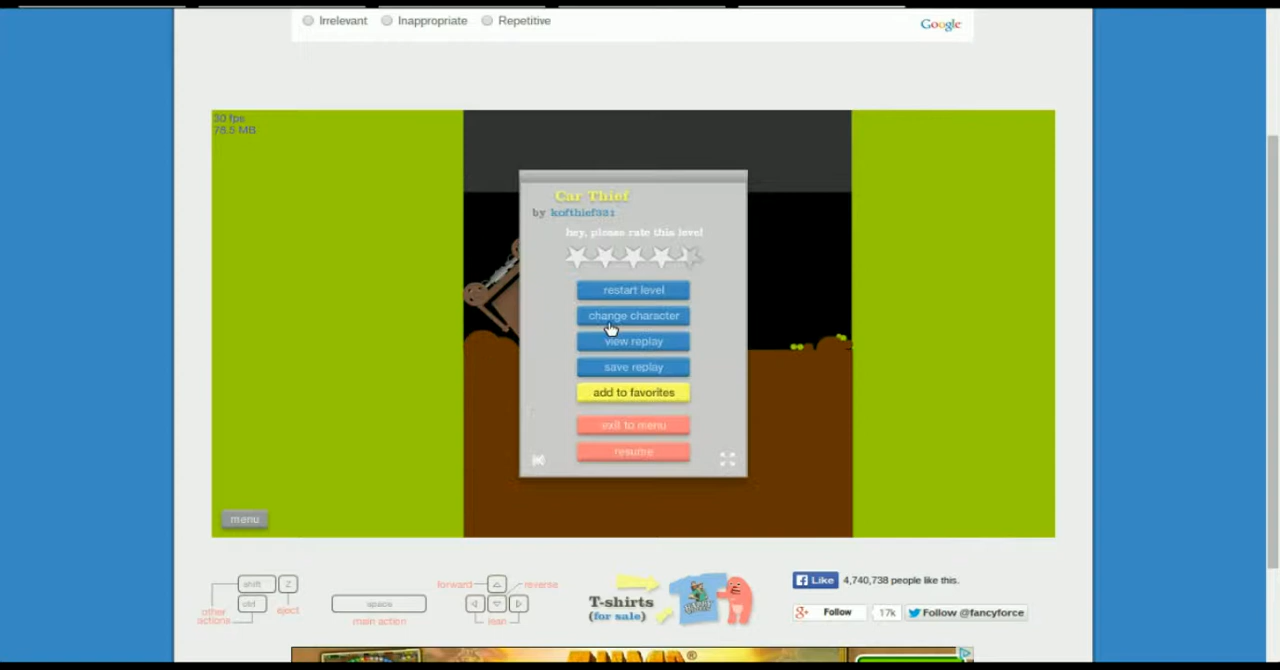 Irrelevant Inappropriate Repetitive
Google
30 fps
78.5 MB
Car Thief
by kofthief321
hey, please rate this level
restart level
change character
view replay
save replay
add to favorites
exit to menu
resume
menu
shift Z
ctrl
other actions
eject
space
main action
forward reverse
lean
T-shirts
(for sale)
Like 4,740,738 people like this.
Follow 17k Follow @fancyforce